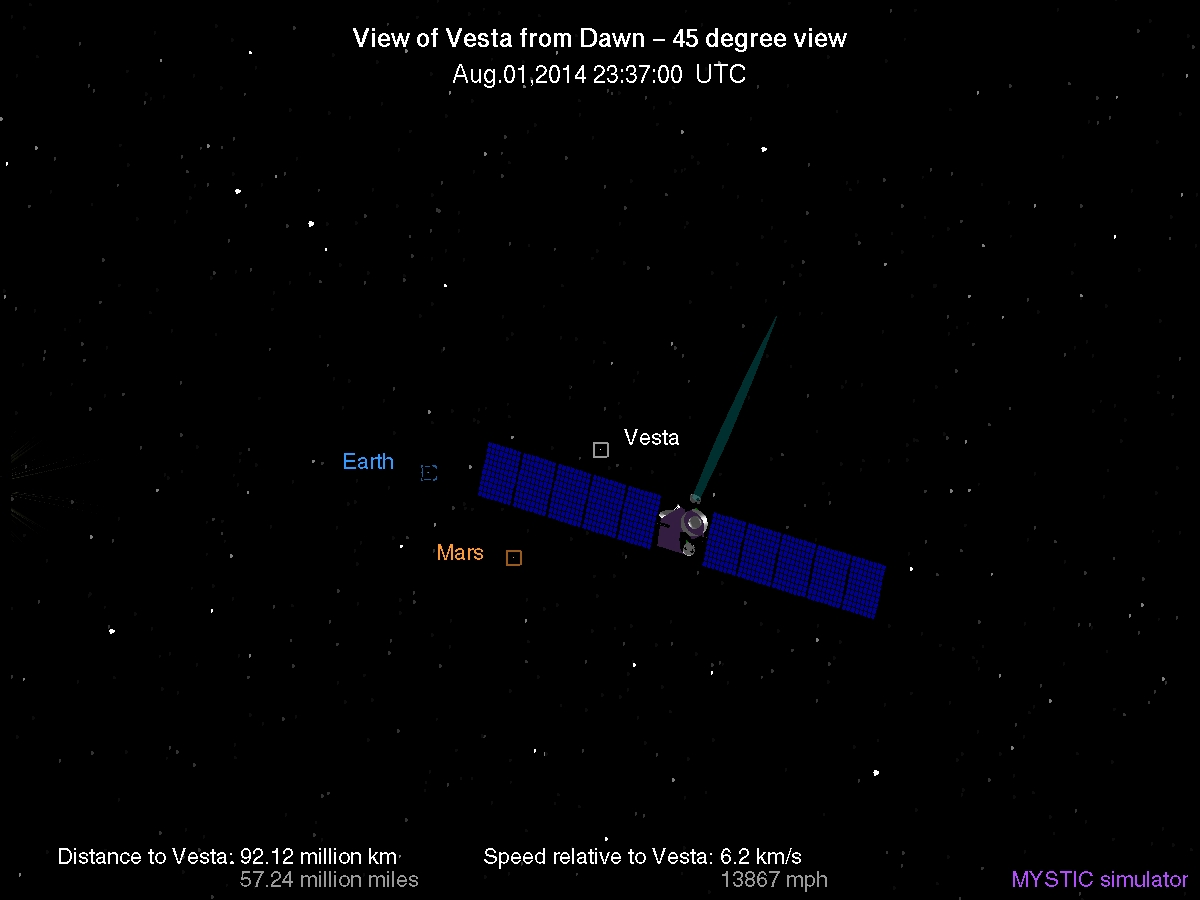 View of Vesta from Dawn – 45 degree view
Aug.01,2014 23:37:00 UTC
Vesta
Earth
Mars
Distance to Vesta: 92.12 million km
57.24 million miles
Speed relative to Vesta: 6.2 km/s
13867 mph
MYSTIC simulator